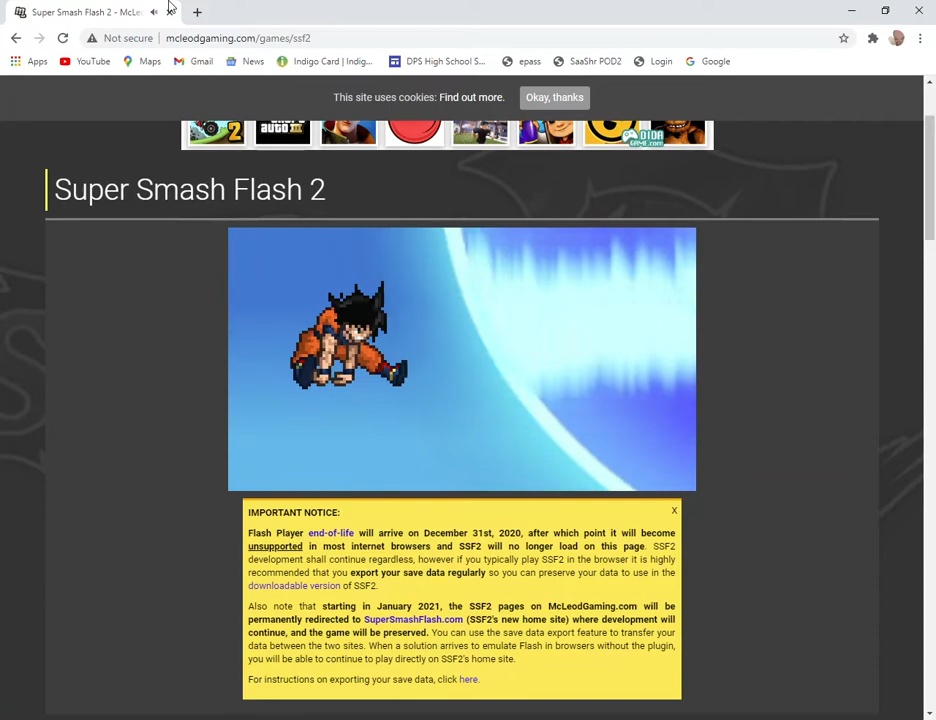 Super Smash Flash 2 - McLe
Not secure mcleodgaming.com/games/ssf2
Apps YouTube Maps Gmail News Indigo Card | Indig... DPS High School S... epass SaaShr POD2 Login Google
This site uses cookies: Find out more. Okay, thanks
2 III DIDA
GAME.com
Super Smash Flash 2
IMPORTANT NOTICE: X
Flash Player end-of-life will arrive on December 31st, 2020, after which point it will become
unsupported in most internet browsers and SSF2 will no longer load on this page. SSF2
development shall continue regardless, however if you typically play SSF2 in the browser it is highly
recommended that you export your save data regularly so you can preserve your data to use in the
downloadable version of SSF2.
Also note that starting in January 2021, the SSF2 pages on McLeodGaming.com will be
permanently redirected to SuperSmashFlash.com (SSF2's new home site) where development will
continue, and the game will be preserved. You can use the save data export feature to transfer your
data between the two sites. When a solution arrives to emulate Flash in browsers without the plugin,
you will be able to continue to play directly on SSF2's home site.
For instructions on exporting your save data, click here.